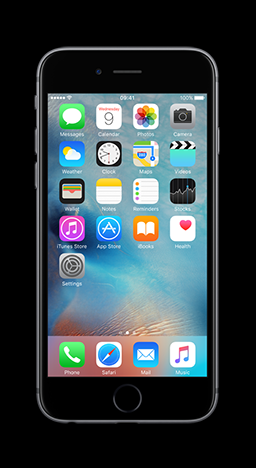 09:41 100%
Wednesday
9
Messages Calendar Photos Camera
Weather Clock Maps Videos
Wallet Notes Reminders Stocks
iTunes Store App Store iBooks Health
Settings
Phone Safari Mail Music